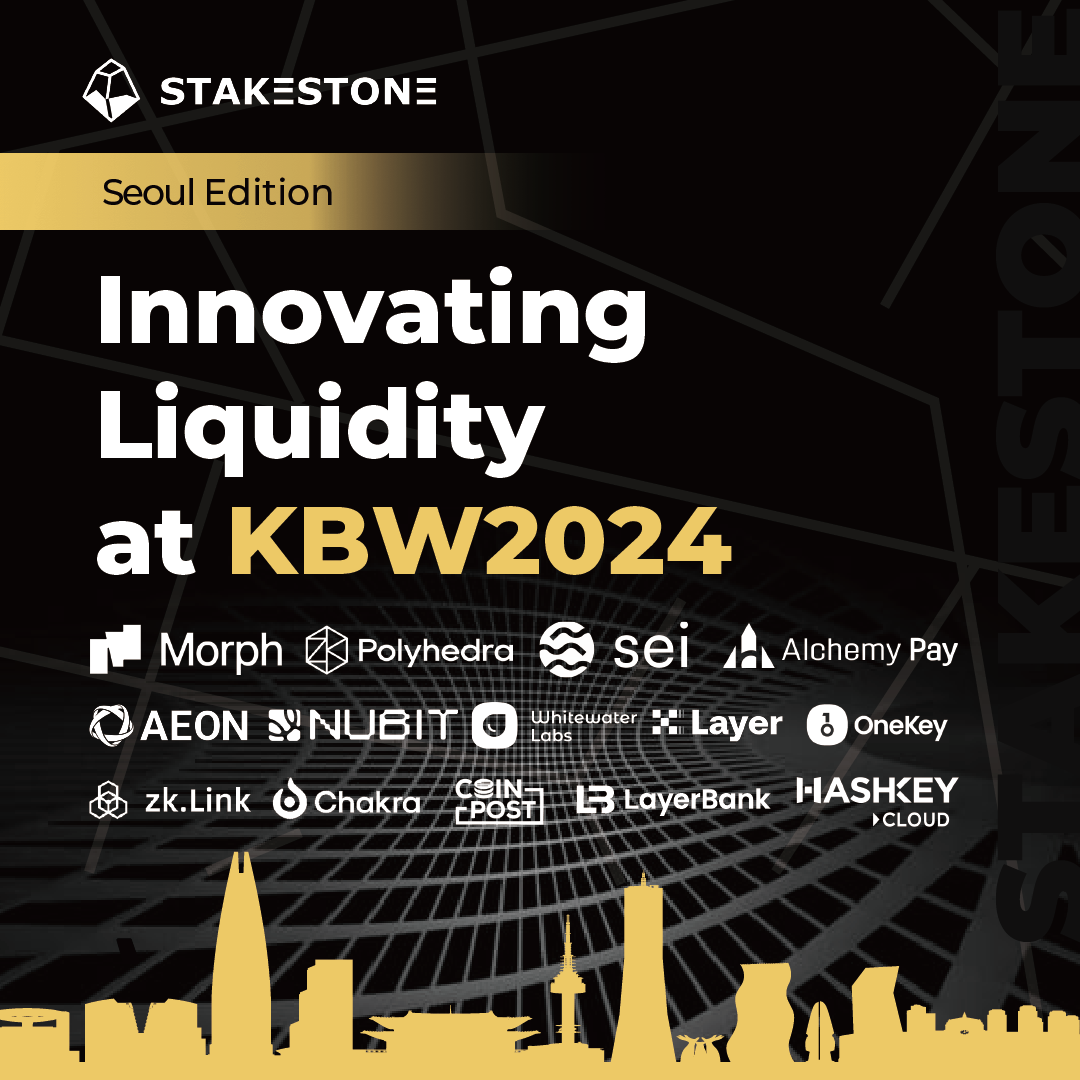 STAKESTONE
Seoul Edition
Innovating
Liquidity
at KBW2024
Morph Polyhedra sei Alchemy Pay
AEON NUBIT Whitewater Labs Layer OneKey
zk.Link Chakra COIN POST LayerBank HASHKEY CLOUD
STAKESTONE